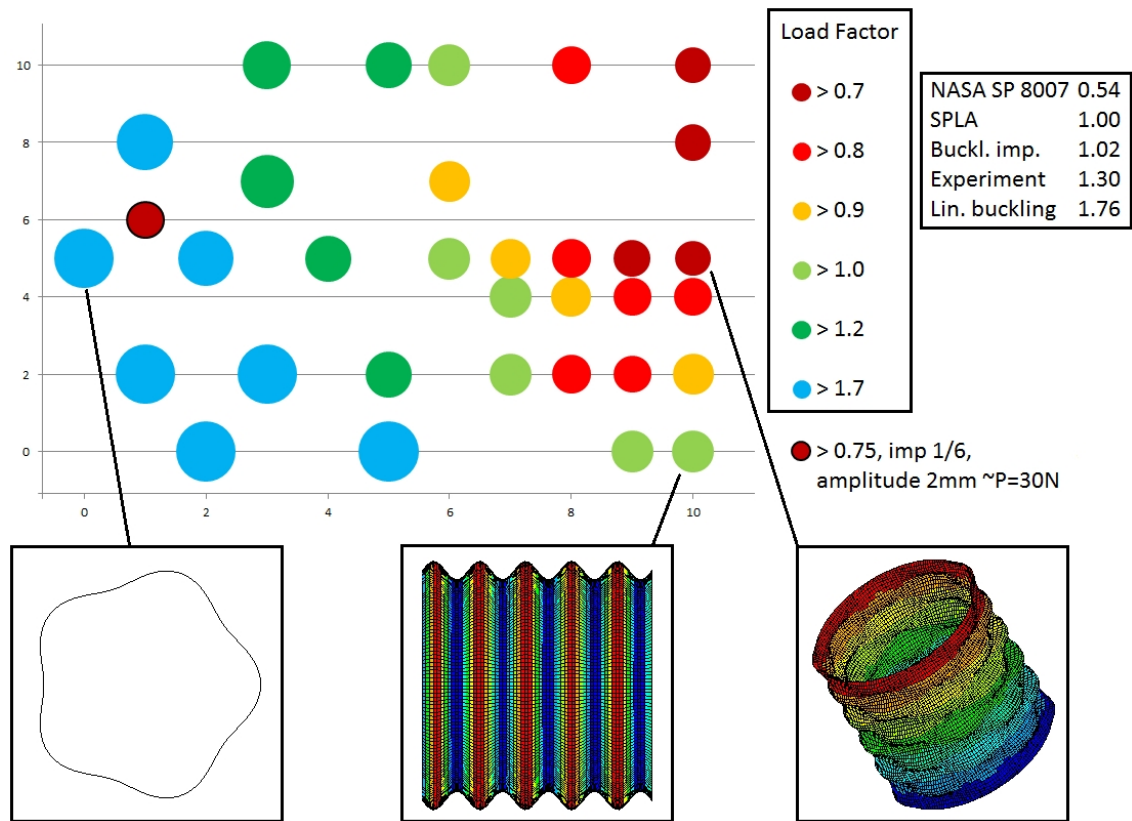 Load Factor
> 0.7
> 0.8
> 0.9
> 1.0
> 1.2
> 1.7
> 0.75, imp 1/6,
amplitude 2mm ~P=30N
NASA SP 8007 0.54
SPLA 1.00
Buckl. imp. 1.02
Experiment 1.30
Lin. buckling 1.76
10
8
6
4
2
0
0 2 4 6 8 10